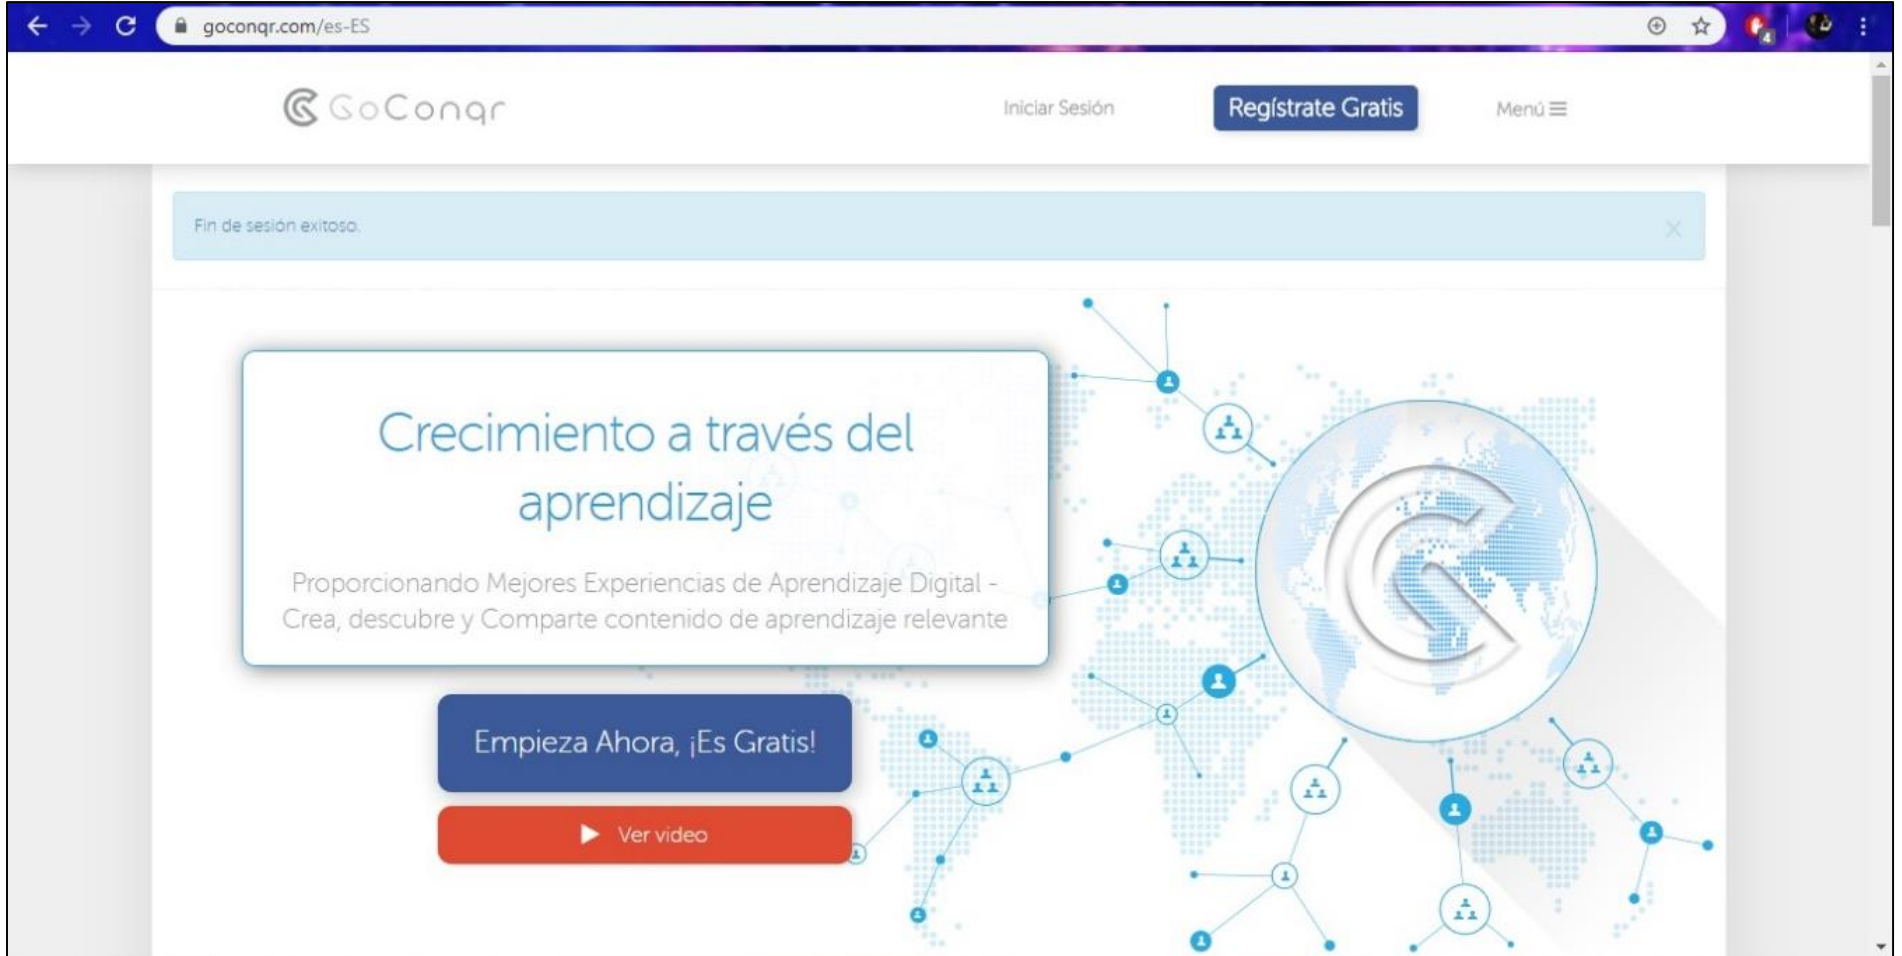 goconqr.com/es-ES
4
GoConqr
Iniciar Sesión
Regístrate Gratis
Menú
Fin de sesión exitoso.
Crecimiento a través del
aprendizaje
Proporcionando Mejores Experiencias de Aprendizaje Digital -
Crea, descubre y Comparte contenido de aprendizaje relevante
Empieza Ahora, ¡Es Gratis!
Ver video